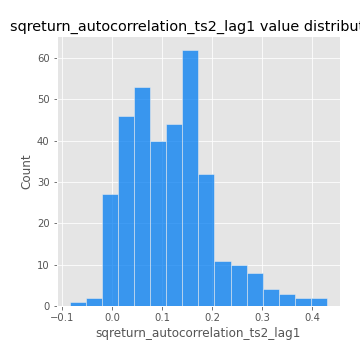 sqreturn_autocorrelation_ts2_lag1 value distribut
60
50
40
30
20
10
0
Count
−0.1 0.0 0.1 0.2 0.3 0.4
sqreturn_autocorrelation_ts2_lag1